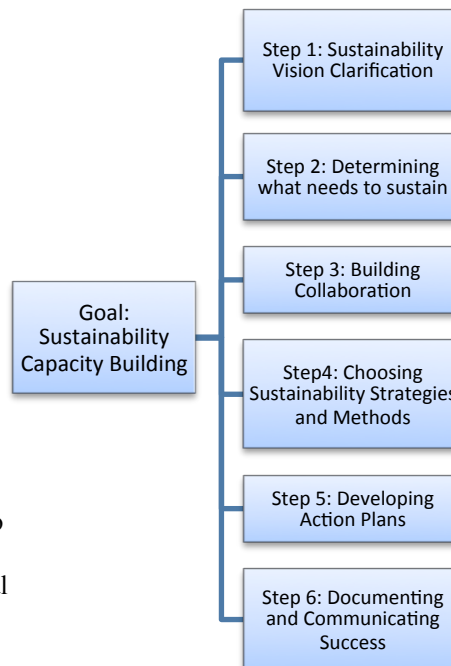 Step 1: Sustainability
Vision Clarification
Step 2: Determining
what needs to sustain
Step 3: Building
Collaboration
Goal:
Sustainability
Capacity Building
Step4: Choosing
Sustainability Strategies
and Methods
Step 5: Developing
Action Plans
Step 6: Documenting
and Communicating
Success